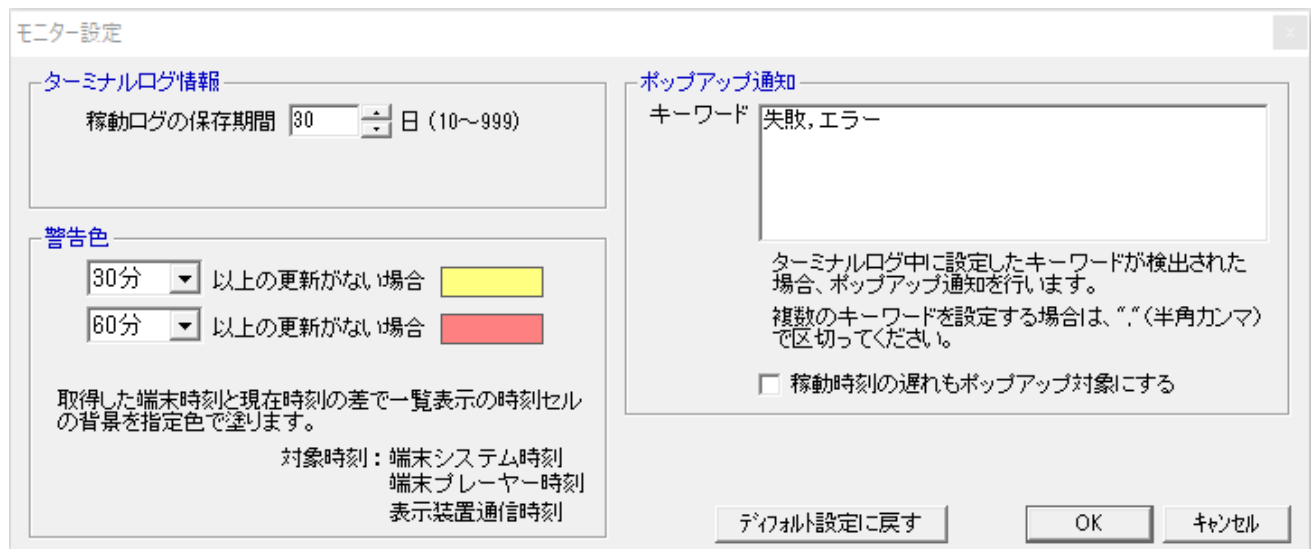 モニター設定
ターミナルログ情報
稼動ログの保存期間 30 日 (10～999)
警告色
30分 以上の更新がない場合
60分 以上の更新がない場合
取得した端末時刻と現在時刻の差で一覧表示の時刻セル
の背景を指定色で塗ります。
対象時刻：端末システム時刻
端末プレーヤー時刻
表示装置通信時刻
ポップアップ通知
キーワード 失敗,エラー
ターミナルログ中に設定したキーワードが検出された
場合、ポップアップ通知を行います。
複数のキーワードを設定する場合は、“,”(半角カンマ)
で区切ってください。
稼動時刻の遅れもポップアップ対象にする
ディフォルト設定に戻す OK キャンセル